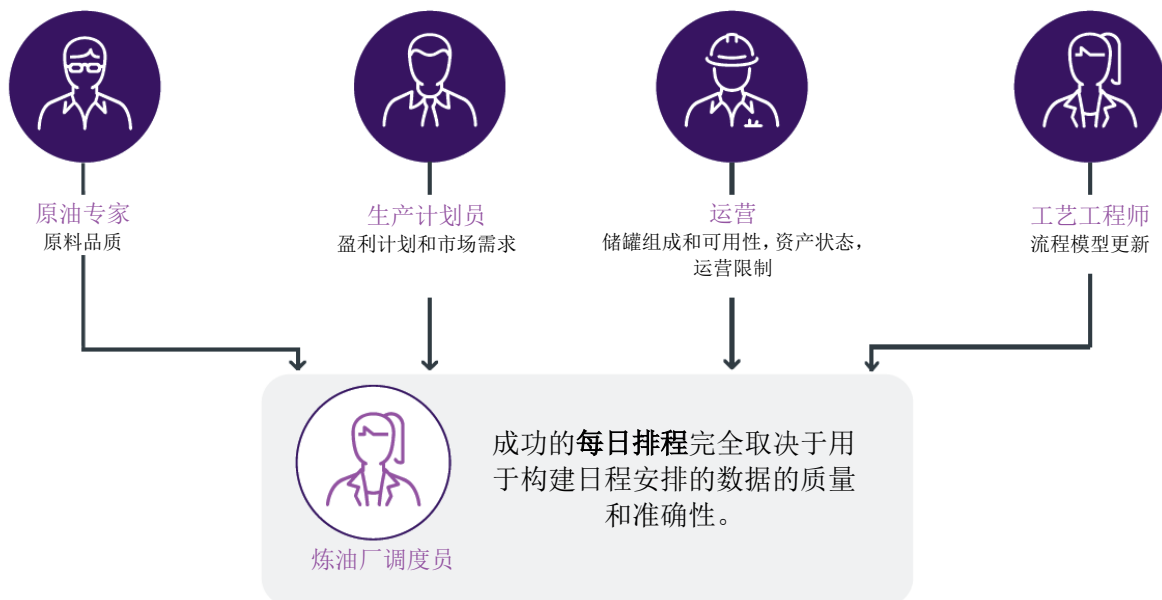 原油专家
原料品质
生产计划员
盈利计划和市场需求
运营
储罐组成和可用性，资产状态，
运营限制
工艺工程师
流程模型更新
成功的每日排程完全取决于用
于构建日程安排的数据的质量
和准确性。
炼油厂调度员